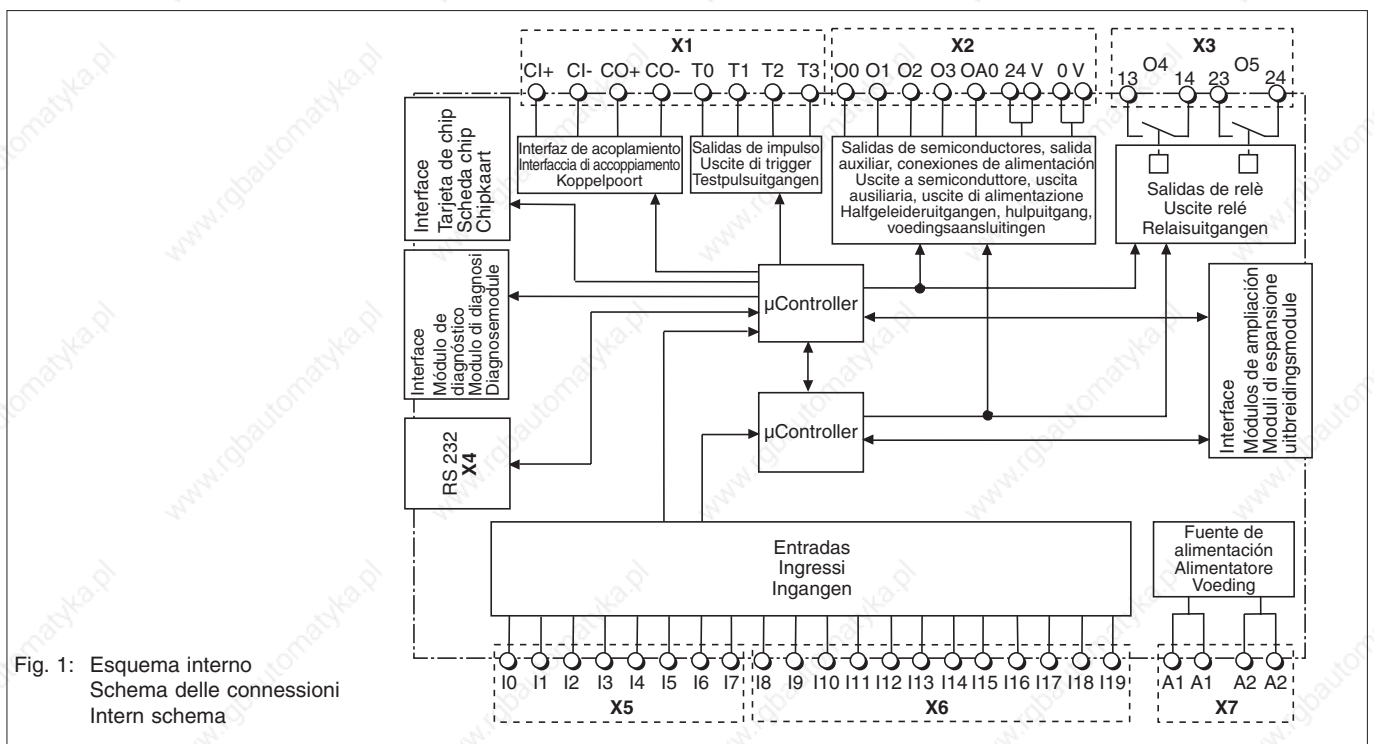 X1
X2
X3
CI+ CI- CO+ CO- T0 T1 T2 T3
O0 O1 O2 O3 OA0 24 V 0 V
13 O4 14 23 O5 24
Interface
Tarjeta de chip
Scheda chip
Chipkaart
Interfaz de acoplamiento
Interfaccia di accoppiamento
Koppelpoort
Salidas de impulso
Uscite di trigger
Testpulsuitgangen
Salidas de semiconductores, salida
auxiliar, conexiones de alimentación
Uscite a semiconduttore, uscita
ausiliaria, uscite di alimentazione
Halfgeleideruitgangen, hulpuitgang,
voedingsaansluitingen
Salidas de relè
Uscite relé
Relaisuitgangen
Interface
Módulo de
diagnóstico
Modulo di diagnosi
Diagnosemodule
µController
µController
Interface
Módulos de ampliación
Moduli di espansione
uitbreidingsmodule
RS 232
X4
Entradas
Ingressi
Ingangen
Fuente de
alimentación
Alimentatore
Voeding
I0 I1 I2 I3 I4 I5 I6 I7
I8 I9 I10 I11 I12 I13 I14 I15 I16 I17 I18 I19
A1 A1 A2 A2
X5
X6
X7
Fig. 1: Esquema interno
Schema delle connessioni
Intern schema
www.rgbautomatyka.pl